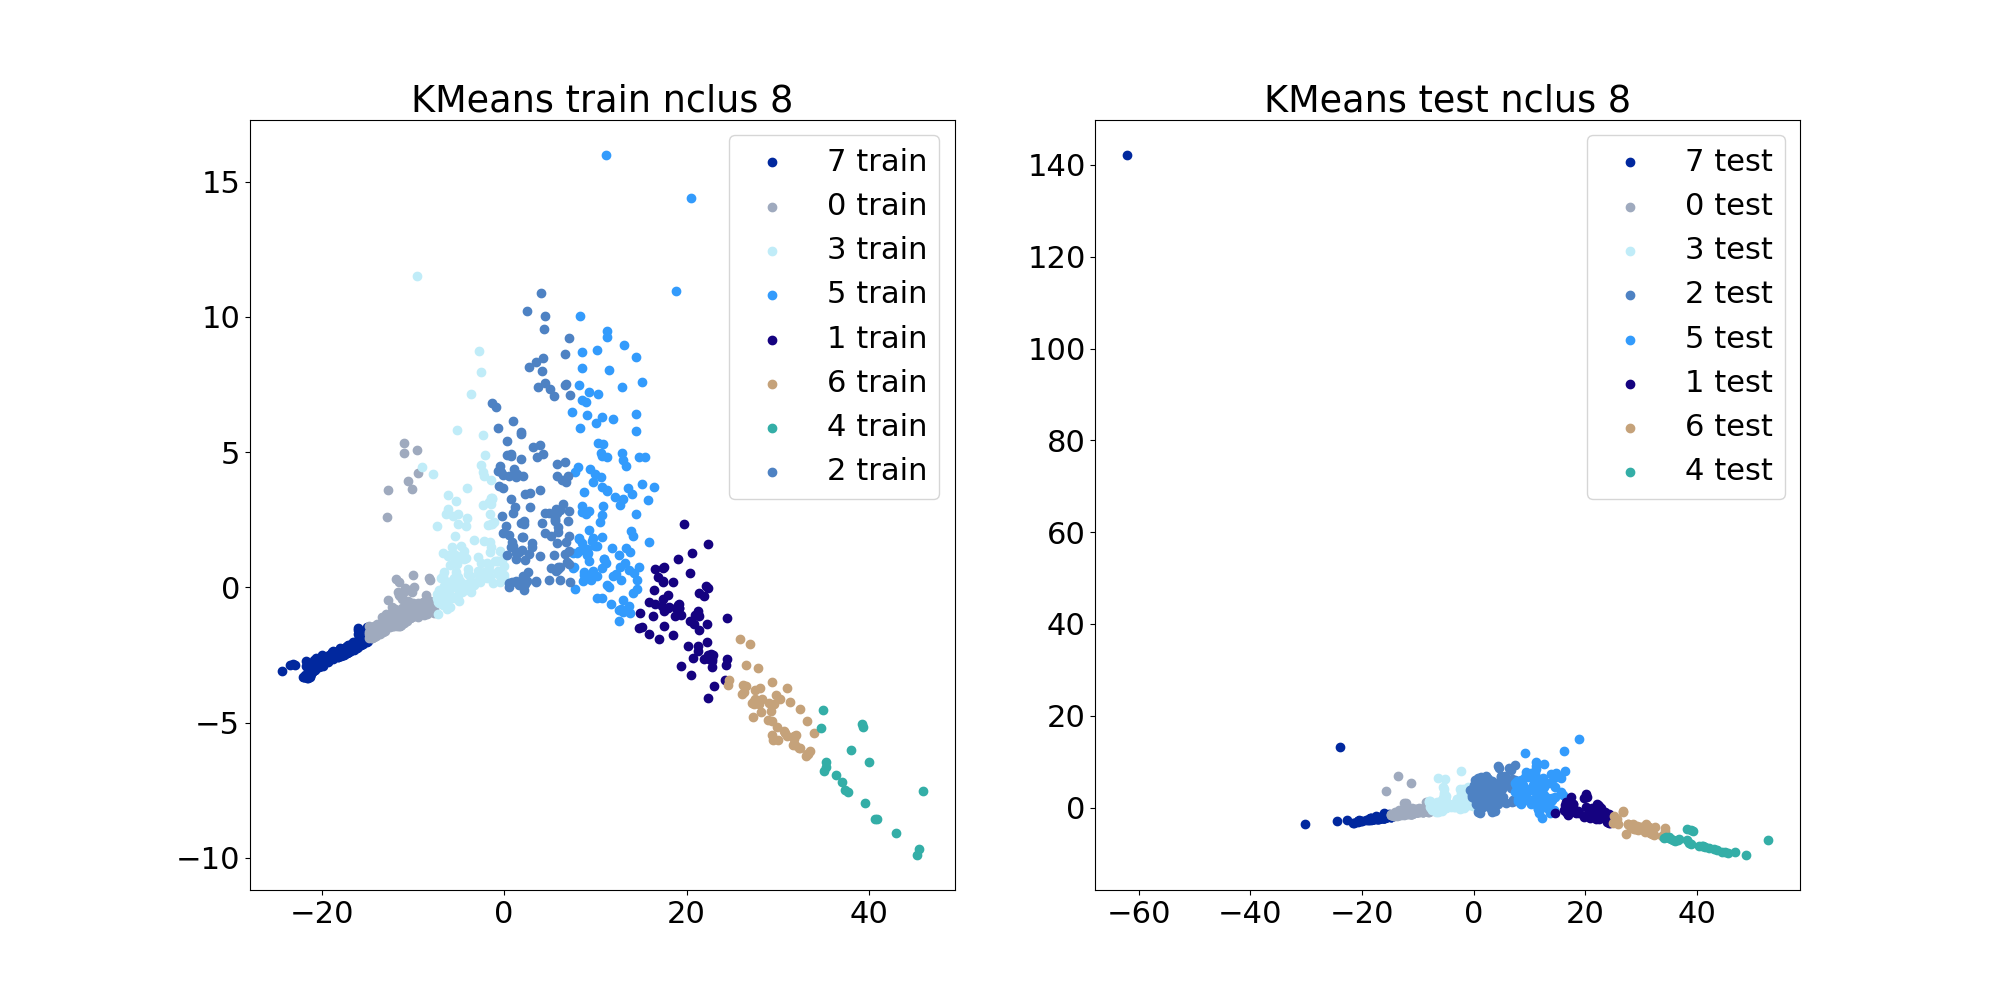 KMeans train nclus 8
15
10
5
0
−5
−10
−20
0
20
40
7 train
0 train
3 train
5 train
1 train
6 train
4 train
2 train
KMeans test nclus 8
140
120
100
80
60
40
20
0
−60
−40
−20
0
20
40
7 test
0 test
3 test
2 test
5 test
1 test
6 test
4 test